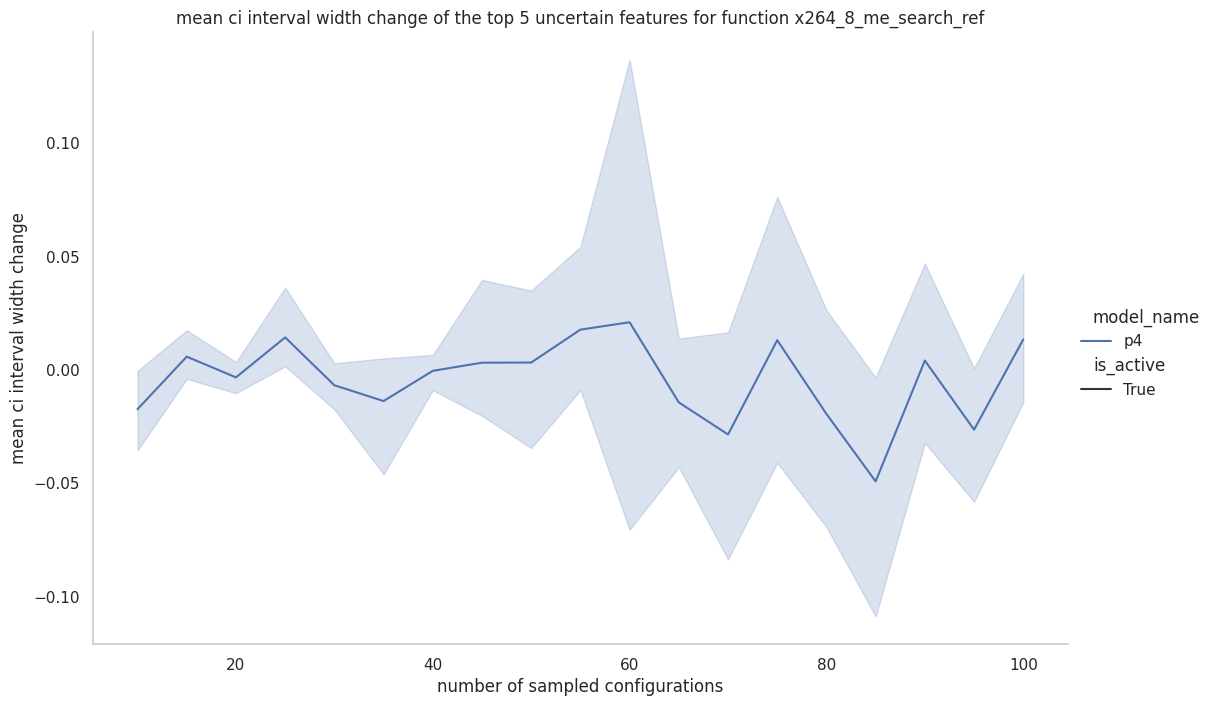 mean ci interval width change of the top 5 uncertain features for function x264_8_me_search_ref
mean ci interval width change
0.10
0.05
0.00
−0.05
−0.10
20
40
60
80
100
number of sampled configurations
model_name
p4
is_active
True